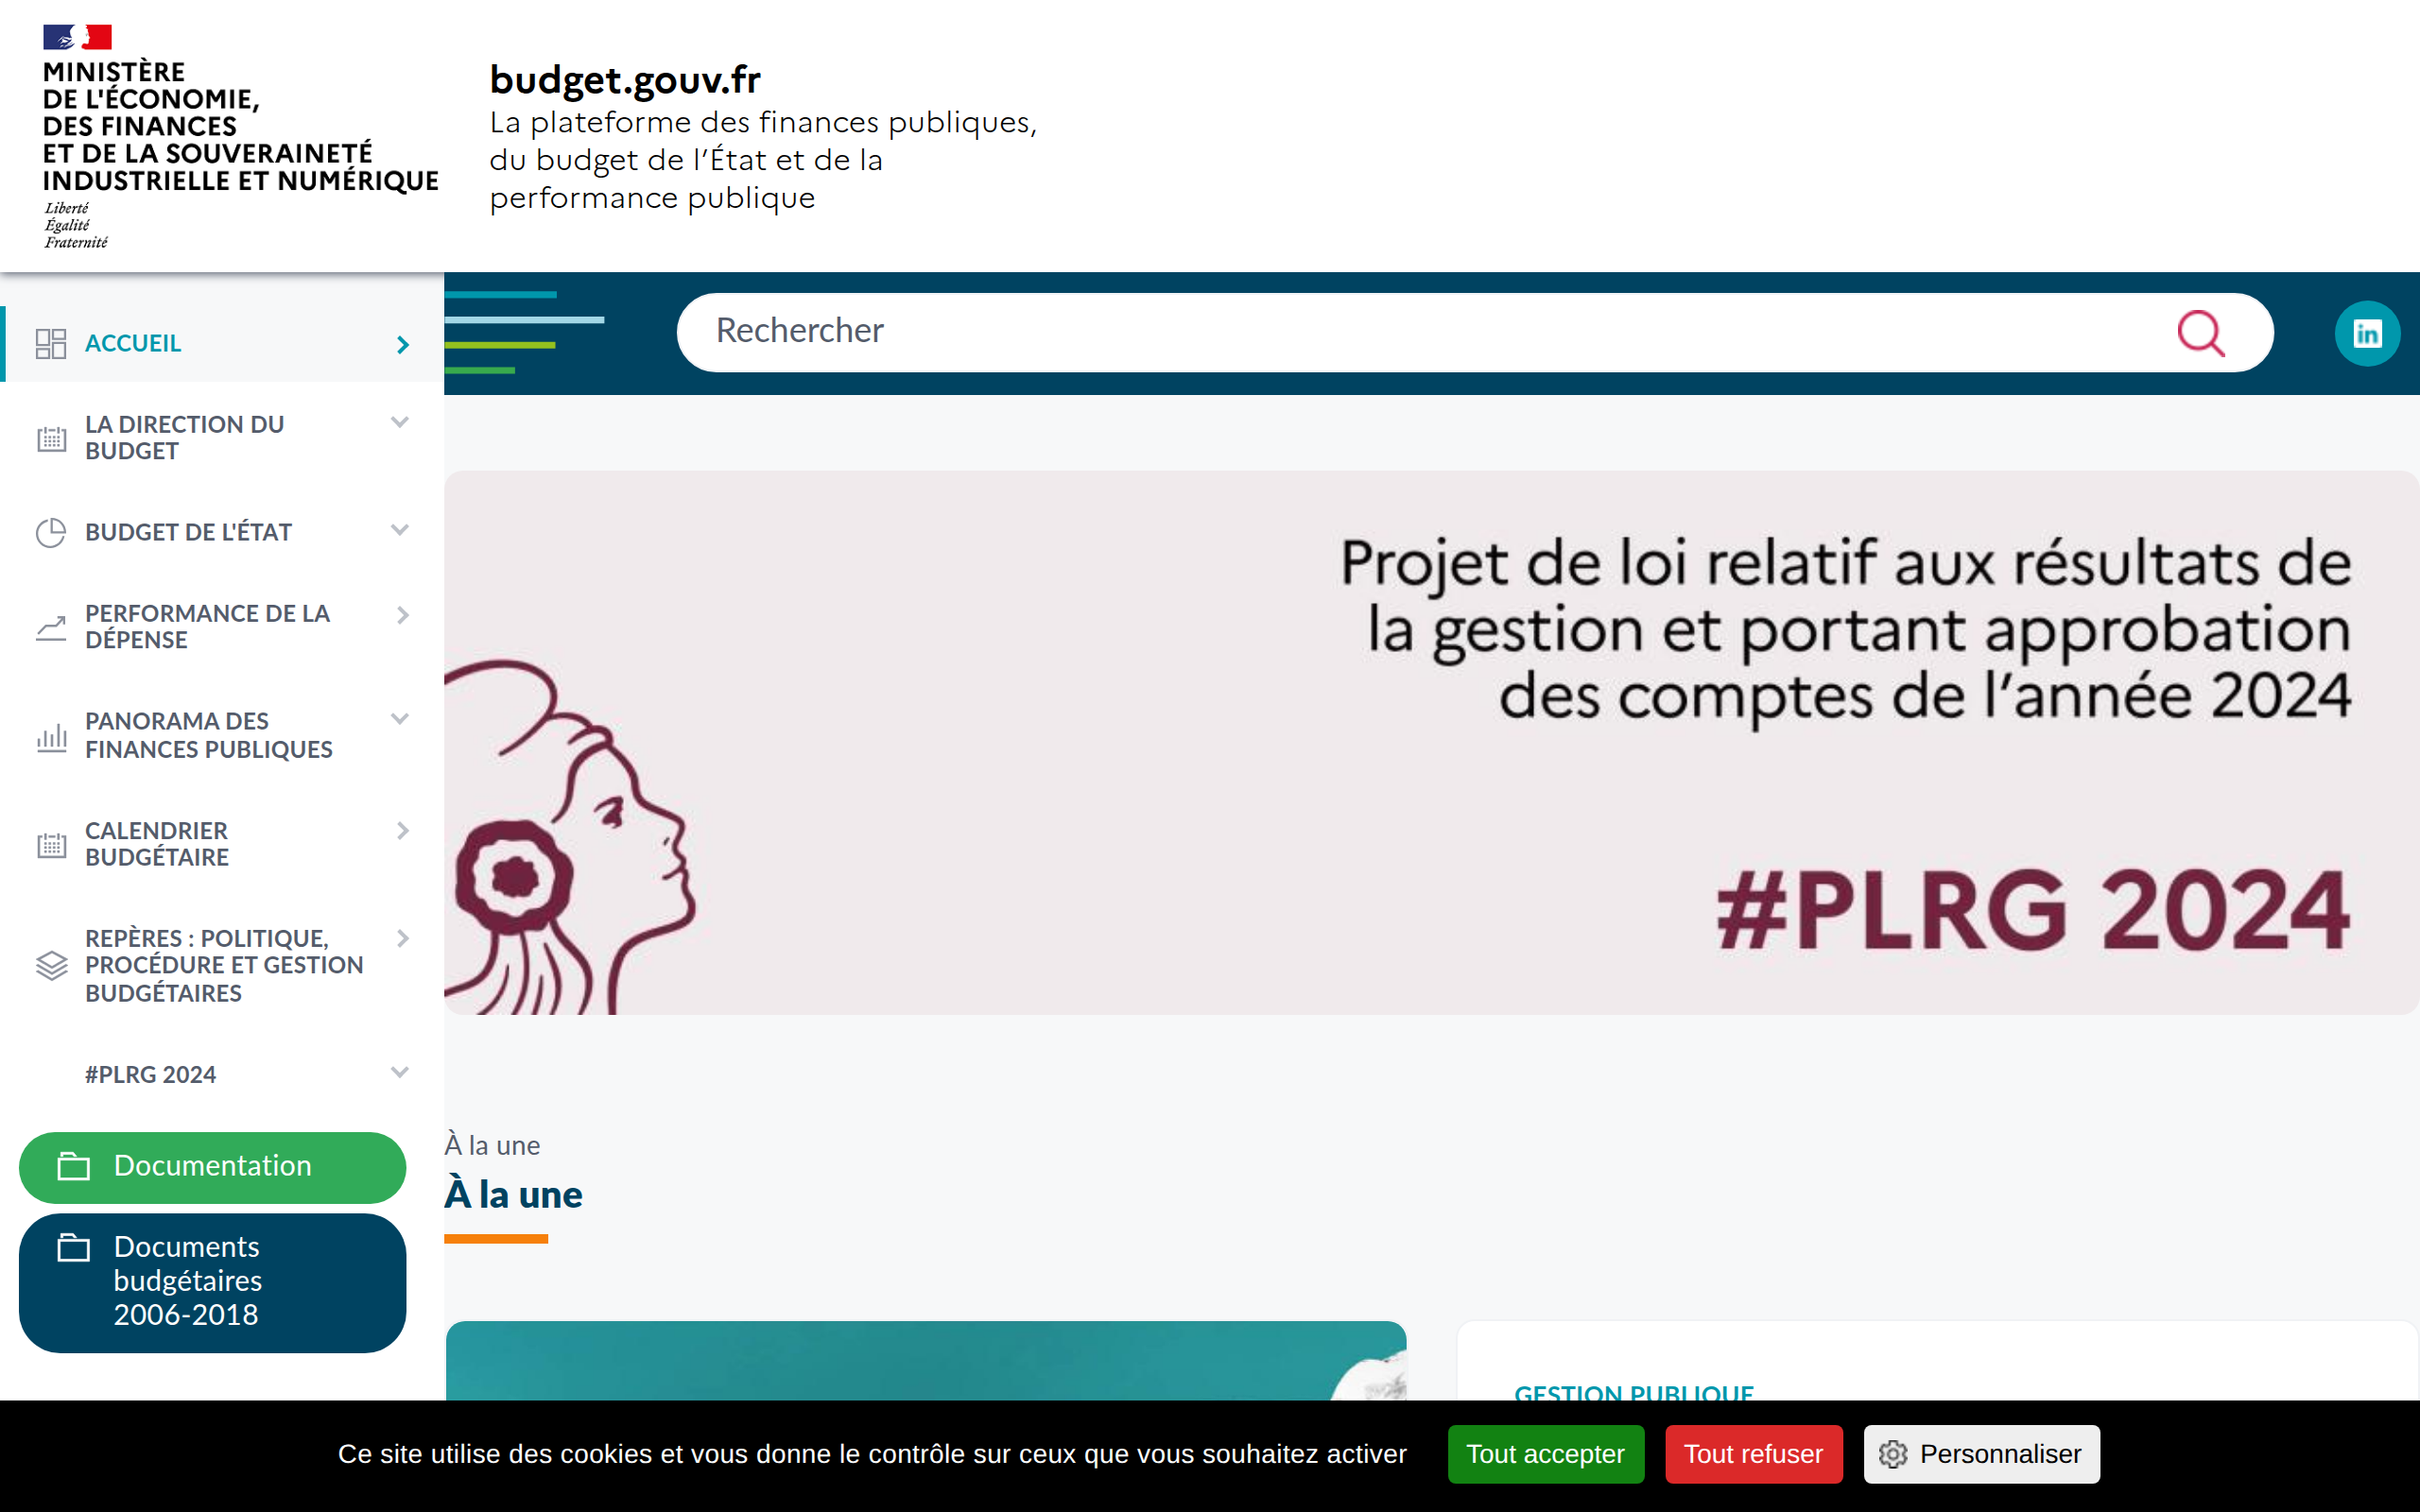 MINISTÈRE
DE L'ÉCONOMIE,
DES FINANCES
ET DE LA SOUVERAINETÉ
INDUSTRIELLE ET NUMÉRIQUE
Liberté
Égalité
Fraternité
budget.gouv.fr
La plateforme des finances publiques,
du budget de l'État et de la
performance publique
Rechercher
in
ACCUEIL
LA DIRECTION DU
BUDGET
BUDGET DE L'ÉTAT
PERFORMANCE DE LA
DÉPENSE
PANORAMA DES
FINANCES PUBLIQUES
CALENDRIER
BUDGÉTAIRE
REPÈRES : POLITIQUE,
PROCÉDURE ET GESTION
BUDGÉTAIRES
#PLRG 2024
Documentation
Documents
budgétaires
2006-2018
Projet de loi relatif aux résultats de
la gestion et portant approbation
des comptes de l’année 2024
#PLRG 2024
À la une
À la une
GESTION PUBLIQUE
Ce site utilise des cookies et vous donne le contrôle sur ceux que vous souhaitez activer
Tout accepter
Tout refuser
Personnaliser